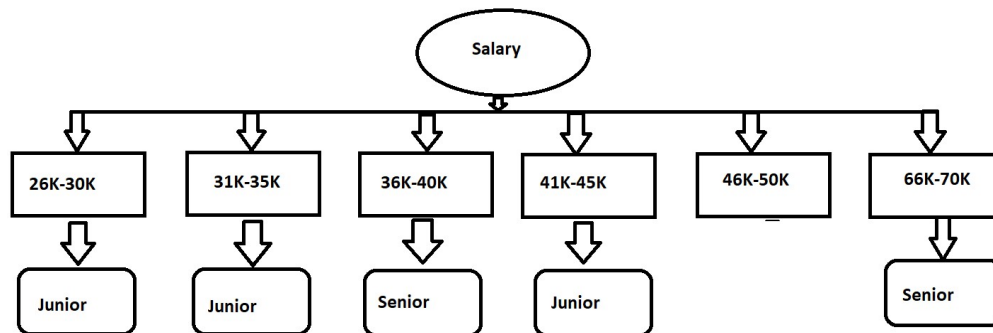 Salary
26K-30K
31K-35K
36K-40K
41K-45K
46K-50K
66K-70K
Junior
Junior
Senior
Junior
Senior